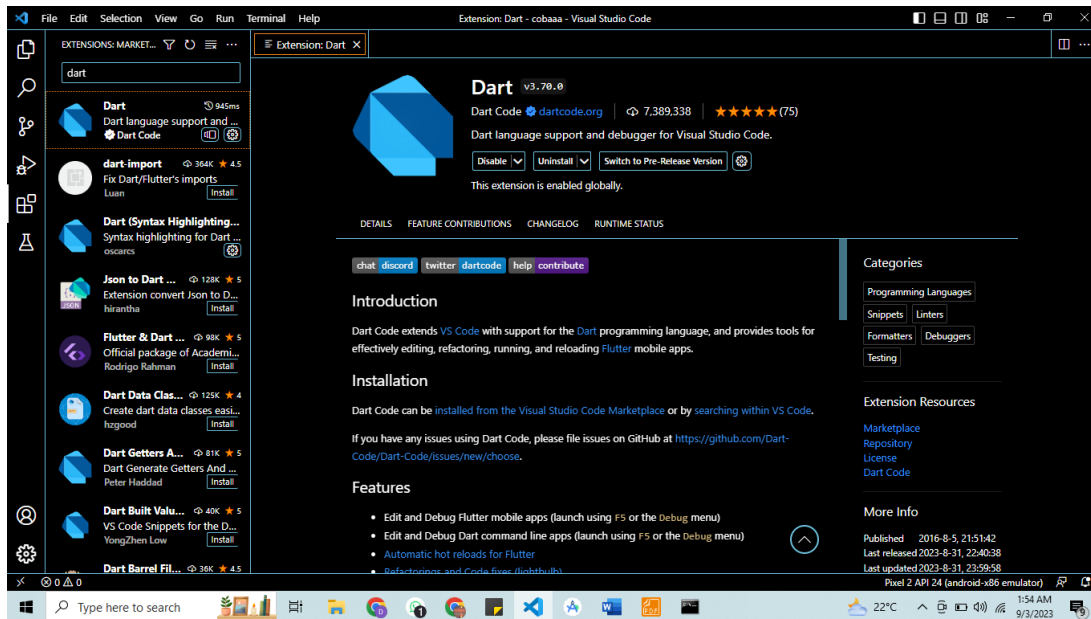 File Edit Selection View Go Run Terminal Help
Extension: Dart - cobaaa - Visual Studio Code
EXTENSIONS: MARKET...
dart
Dart 945ms
Dart language support and ...
Dart Code
dart-import 364K 4.5
Fix Dart/Flutter's imports
Luan Install
Dart (Syntax Highlighting...
Syntax highlighting for Dart ...
oscarcs
Json to Dart ... 128K 5
Extension convert Json to D...
hirantha Install
JSON
Flutter & Dart ... 98K 5
Official package of Academi...
Rodrigo Rahman Install
Dart Data Clas... 125K 4
Create dart data classes easi...
hzgood Install
Dart Getters A... 81K 5
Dart Generate Getters And ...
Peter Haddad Install
Dart Built Valu... 40K 5
VS Code Snippets for the D...
YongZhen Low Install
Dart Barrel Fil... 36K 4.5
Extension: Dart
Dart v3.70.0
Dart Code dartcode.org 7,389,338 (75)
Dart language support and debugger for Visual Studio Code.
Disable Uninstall Switch to Pre-Release Version
This extension is enabled globally.
DETAILS FEATURE CONTRIBUTIONS CHANGELOG RUNTIME STATUS
chat discord twitter dartcode help contribute
Introduction
Dart Code extends VS Code with support for the Dart programming language, and provides tools for
effectively editing, refactoring, running, and reloading Flutter mobile apps.
Installation
Dart Code can be installed from the Visual Studio Code Marketplace or by searching within VS Code.
If you have any issues using Dart Code, please file issues on GitHub at https://github.com/Dart-
Code/Dart-Code/issues/new/choose.
Features
• Edit and Debug Flutter mobile apps (launch using F5 or the Debug menu)
• Edit and Debug Dart command line apps (launch using F5 or the Debug menu)
• Automatic hot reloads for Flutter
• Refactorings and Code fixes (lightbulb)
Categories
Programming Languages
Snippets Linters
Formatters Debuggers
Testing
Extension Resources
Marketplace
Repository
License
Dart Code
More Info
Published 2016-8-5, 21:51:42
Last released 2023-8-31, 22:40:38
Last updated 2023-8-31, 23:59:58
0 0
Pixel 2 API 24 (android-x86 emulator)
Type here to search
22°C
1:54 AM
9/3/2023